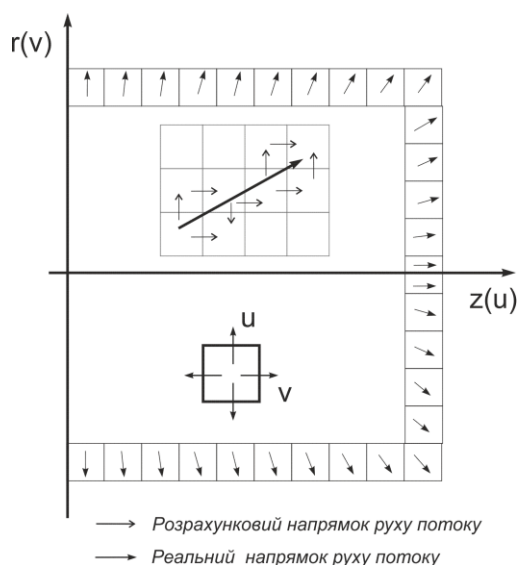 r(v)
z(u)
u
v
Розрахунковий напрямок руху потоку
Реальний напрямок руху потоку